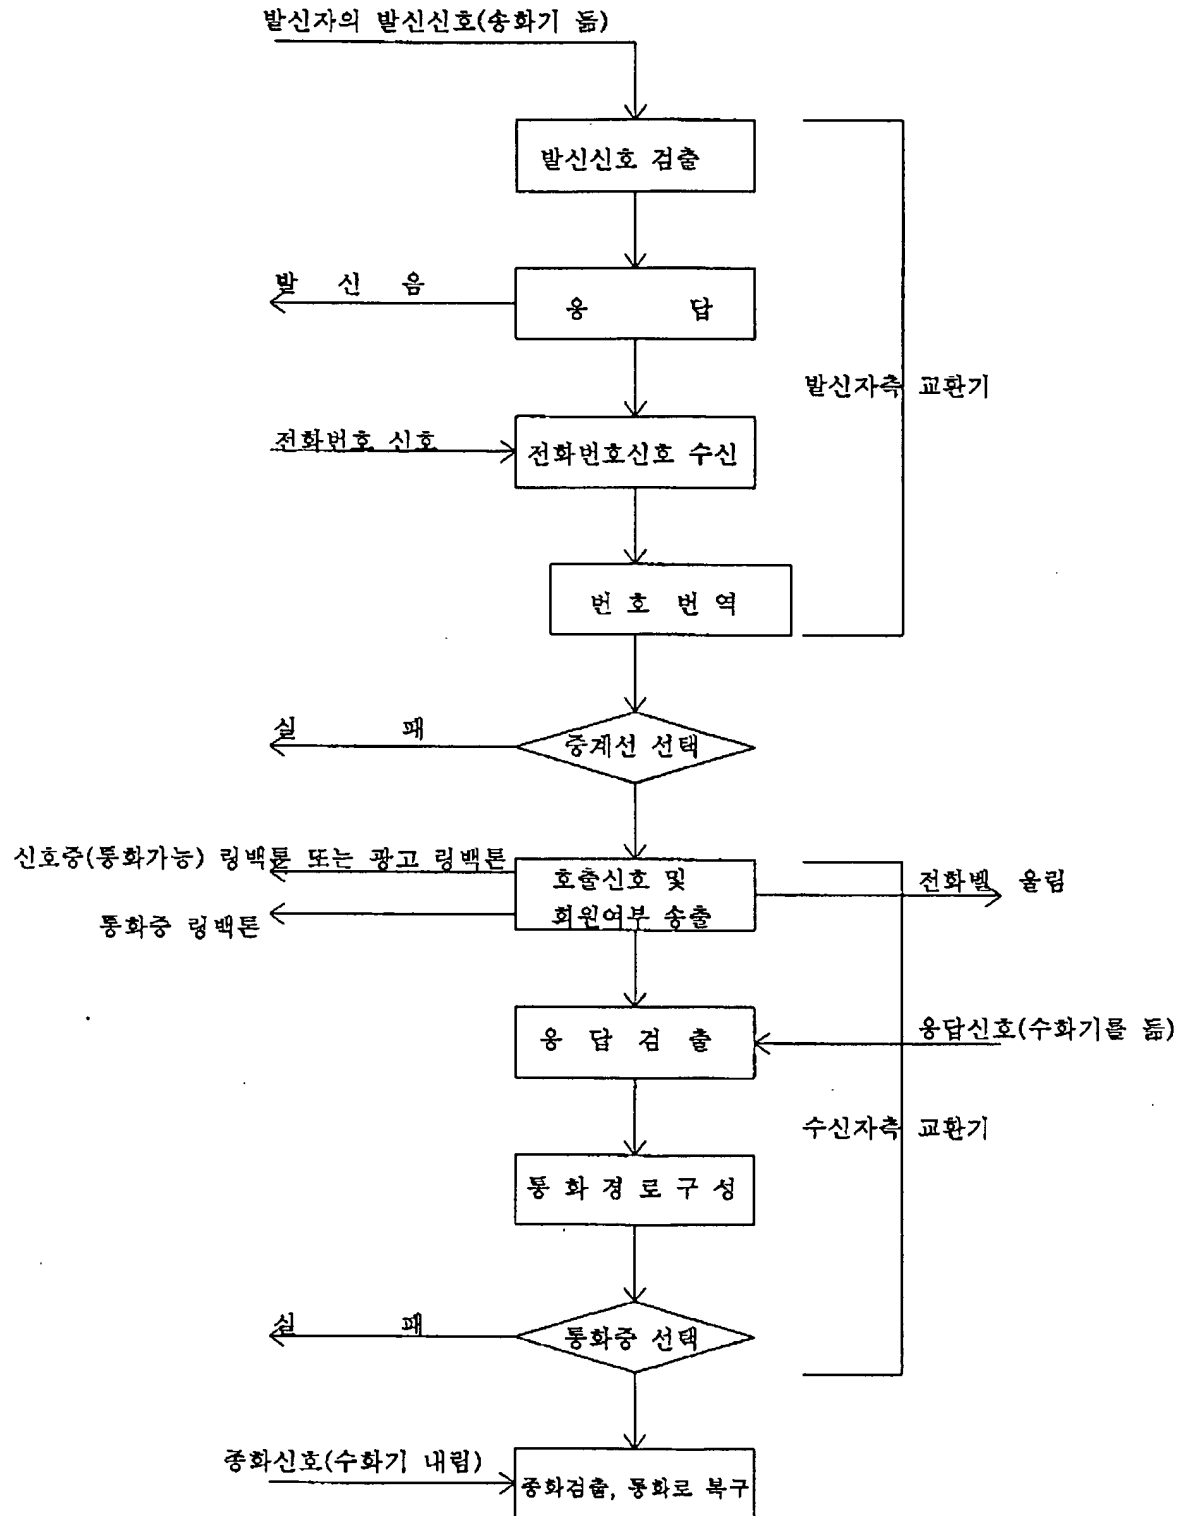 발신자의 발신신호(송화기 듦)
발신신호 검출
발 신 음
응 답
발신자측 교환기
전화번호 신호
전화번호신호 수신
번 호 번 역
실 패
중계선 선택
신호중(통화가능) 링백톤 또는 광고 링백톤
호출신호 및
회원여부 송출
전화벨 울림
통화중 링백톤
응 답 검 출
응답신호(수화기를 듦)
수신자측 교환기
통 화 경 로 구 성
실 패
통화중 선택
종화신호(수화기 내림)
종화검출, 통화로 복구